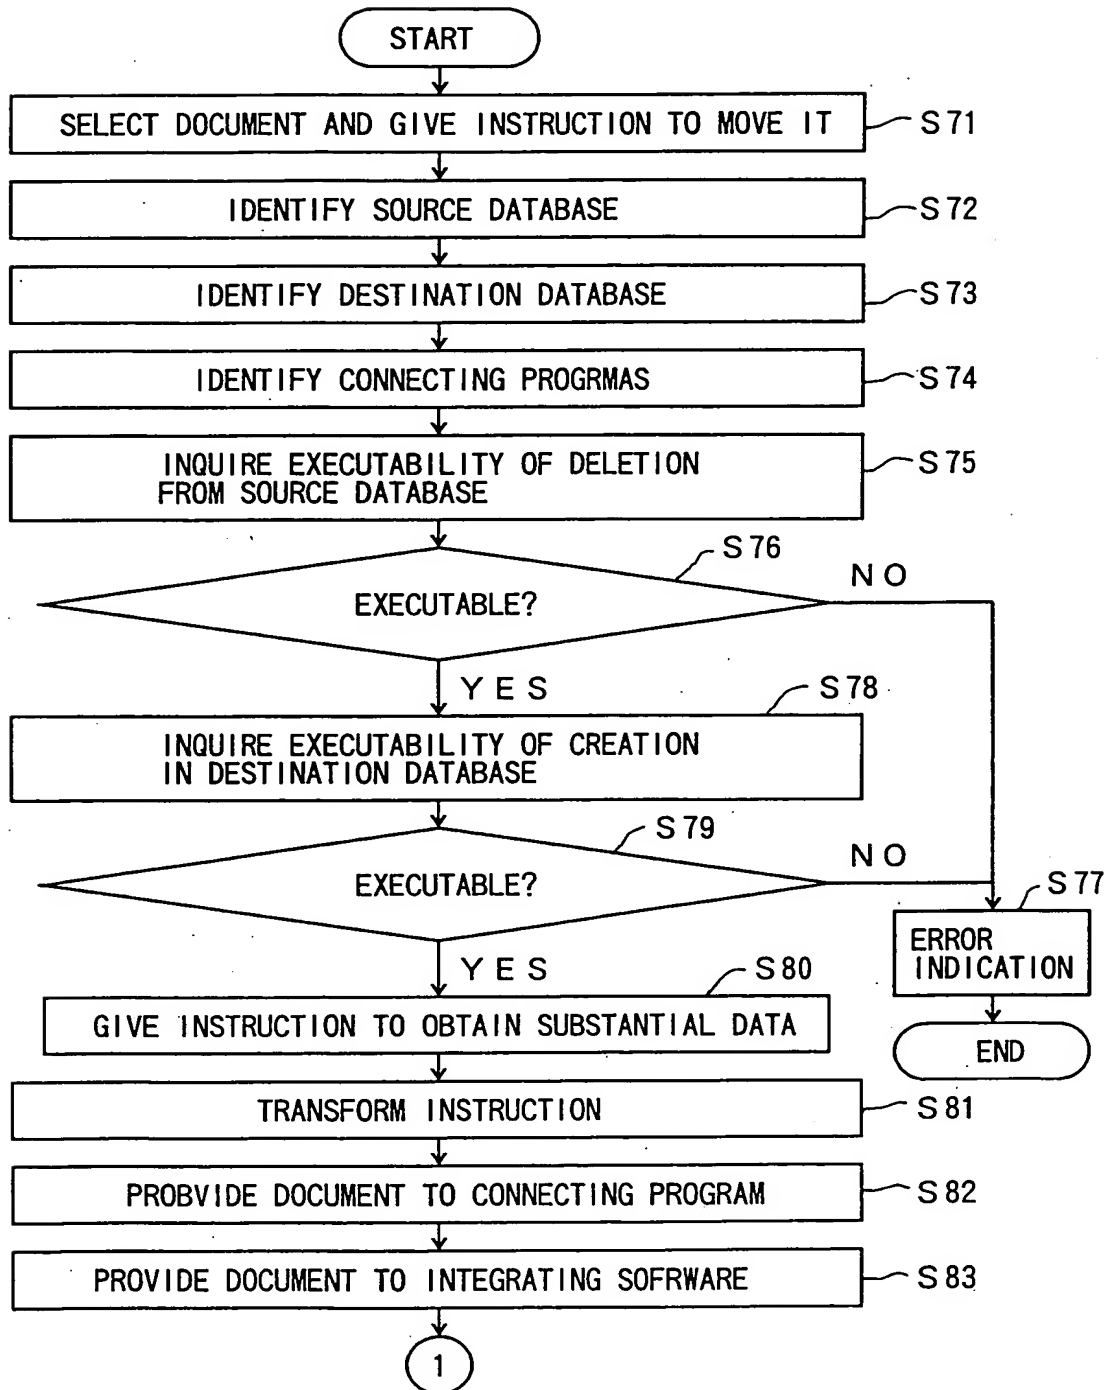 START
SELECT DOCUMENT AND GIVE INSTRUCTION TO MOVE IT
S71
IDENTIFY SOURCE DATABASE
S72
IDENTIFY DESTINATION DATABASE
S73
IDENTIFY CONNECTING PROGRMAS
S74
INQUIRE EXECUTABILITY OF DELETION
FROM SOURCE DATABASE
S75
S76
EXECUTABLE?
NO
YES
S78
INQUIRE EXECUTABILITY OF CREATION
IN DESTINATION DATABASE
S79
EXECUTABLE?
NO
S77
ERROR
INDICATION
END
YES
S80
GIVE INSTRUCTION TO OBTAIN SUBSTANTIAL DATA
TRANSFORM INSTRUCTION
S81
PROBVIDE DOCUMENT TO CONNECTING PROGRAM
S82
PROVIDE DOCUMENT TO INTEGRATING SOFRWARE
S83
1